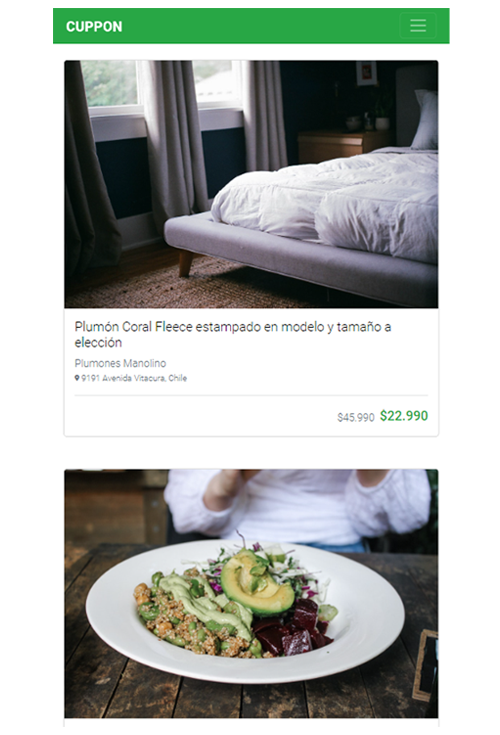 CUPPON
Plumón Coral Fleece estampado en modelo y tamaño a
elección
Plumones Manolino
9191 Avenida Vitacura, Chile
$45.990 $22.990